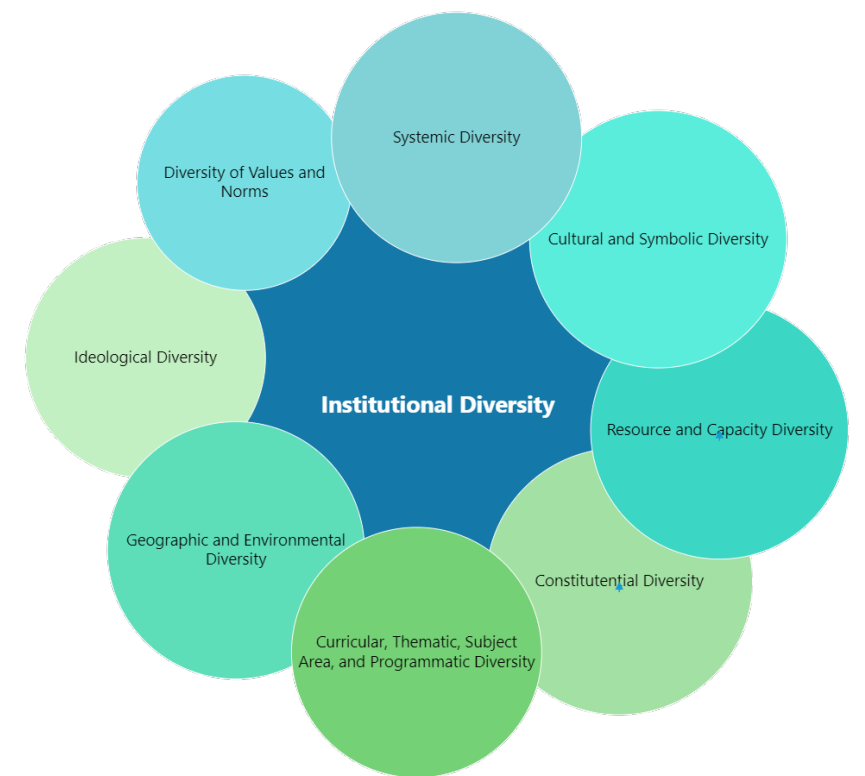 Systemic Diversity
Diversity of Values and
Norms
Cultural and Symbolic Diversity
Ideological Diversity
Institutional Diversity
Resource and Capacity Diversity
Geographic and Environmental
Diversity
Constitutential Diversity
Curricular, Thematic, Subject
Area, and Programmatic Diversity